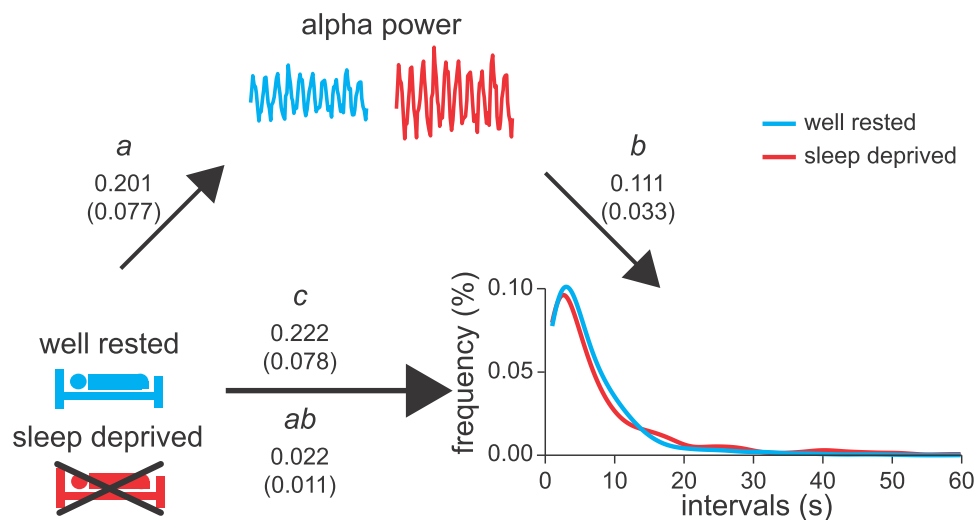 alpha power
well rested
sleep deprived
a
0.201
(0.077)
b
0.111
(0.033)
c
0.222
(0.078)
ab
0.022
(0.011)
well rested
sleep deprived
frequency (%)
0.10
0.05
0.00
0 10 20 30 40 50 60
intervals (s)